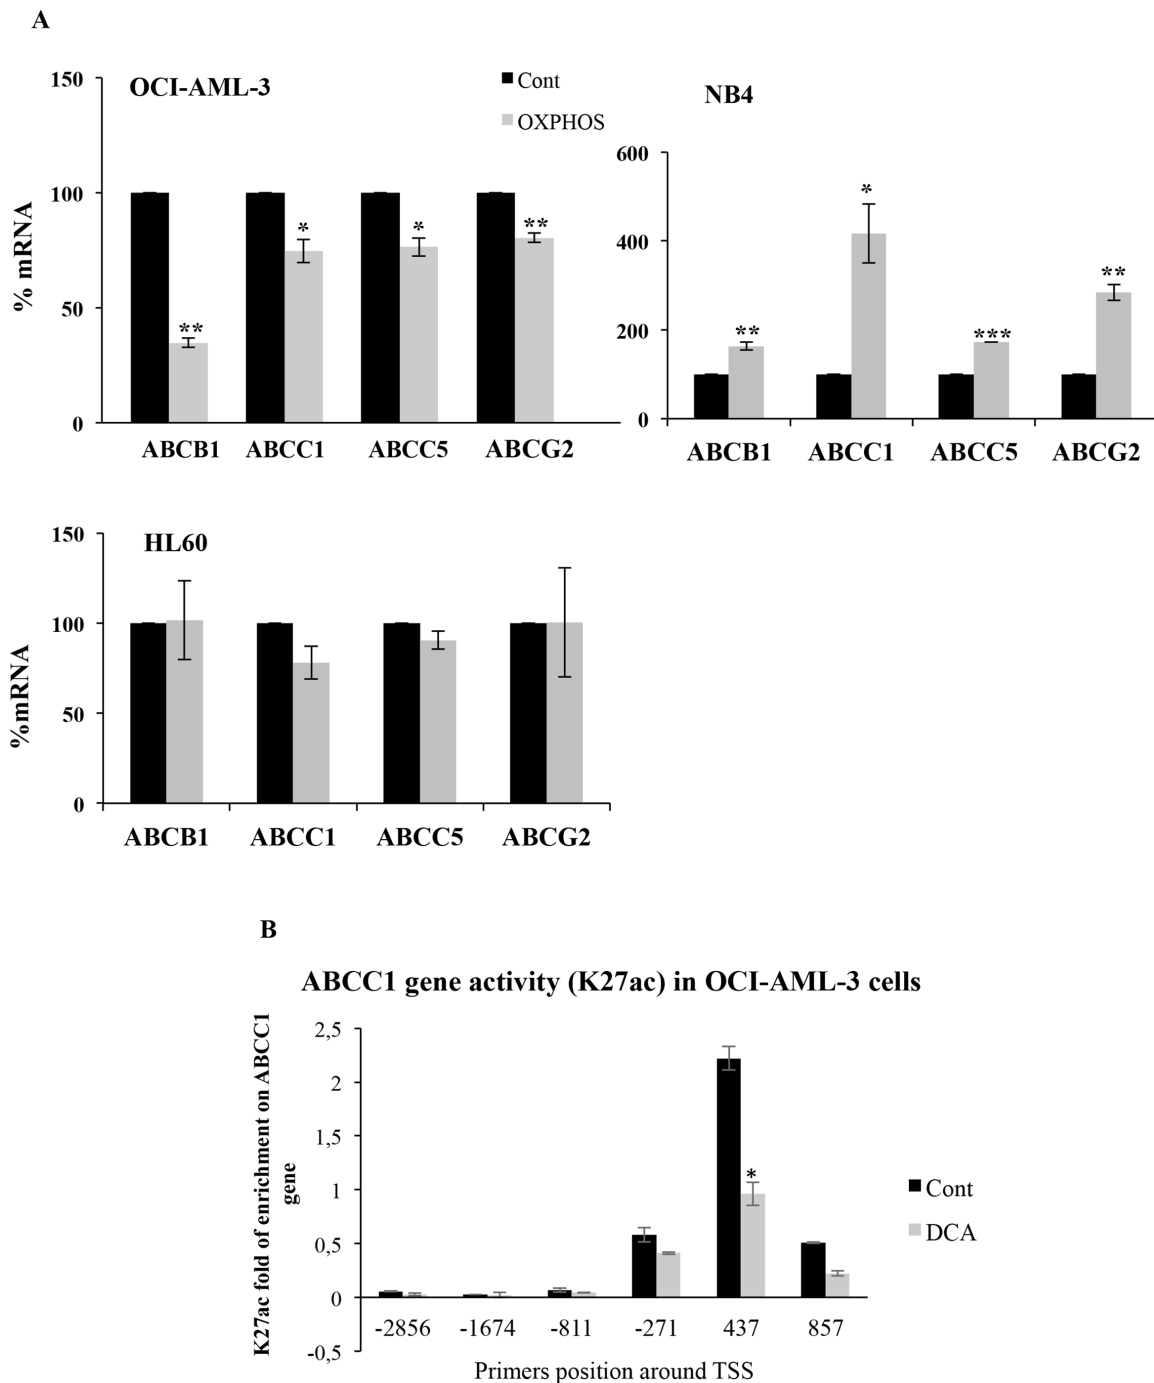 A
OCI-AML-3
Cont
OXPHOS
% mRNA
150
100
50
0
** * * **
ABCB1 ABCC1 ABCC5 ABCG2
NB4
600
400
200
0
** * *** **
ABCB1 ABCC1 ABCC5 ABCG2
HL60
%mRNA
150
100
50
0
ABCB1 ABCC1 ABCC5 ABCG2
B
ABCC1 gene activity (K27ac) in OCI-AML-3 cells
K27ac fold of enrichment on ABCC1
gene
2,5
2
1,5
1
0,5
0
-0,5
*
Cont
DCA
-2856 -1674 -811 -271 437 857
Primers position around TSS